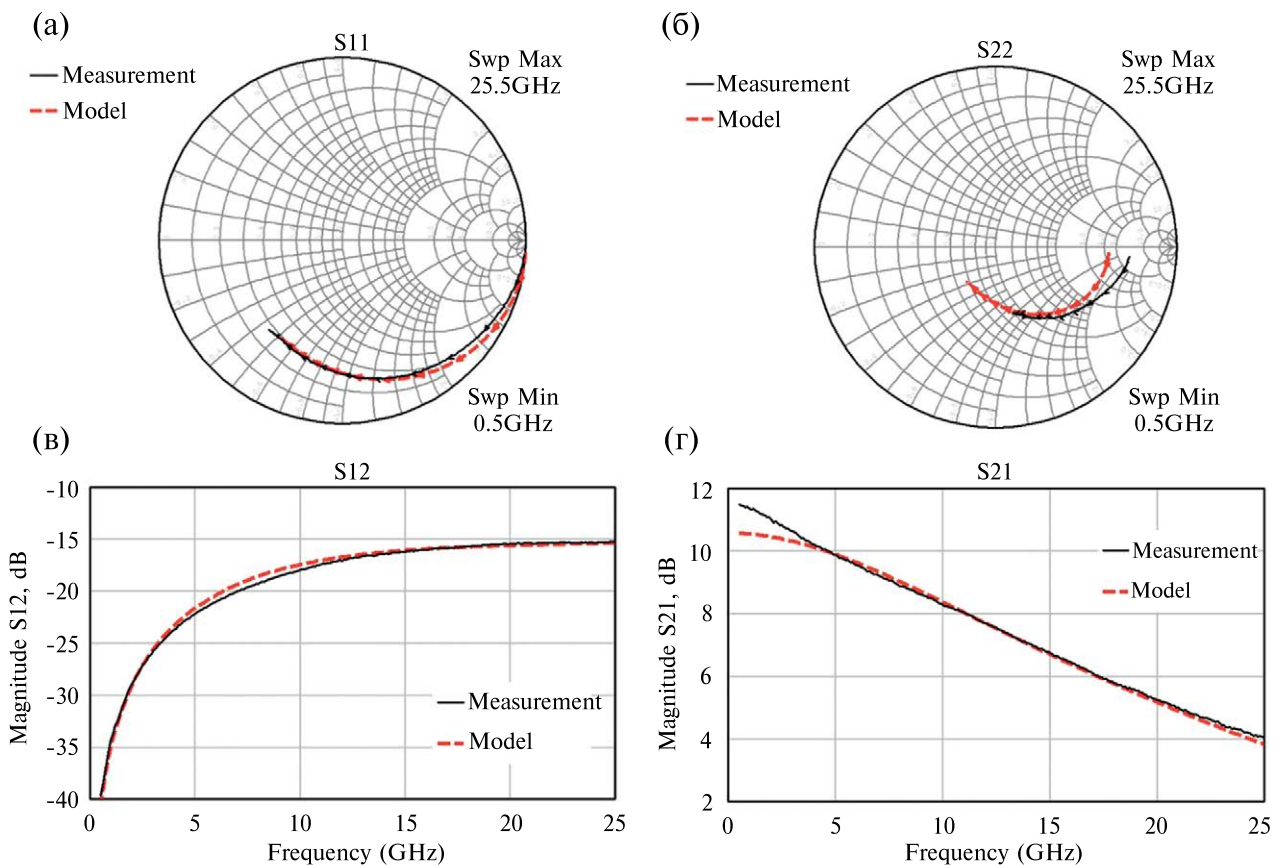 (а)
S11
Swp Max
25.5GHz
Measurement
Model
Swp Min
0.5GHz
(б)
S22
Swp Max
25.5GHz
Measurement
Model
Swp Min
0.5GHz
(в)
S12
Magnitude S12, dB
-10
-15
-20
-25
-30
-35
-40
Measurement
Model
0
5
10
15
20
25
Frequency (GHz)
(г)
S21
Magnitude S21, dB
12
10
8
6
4
2
Measurement
Model
0
5
10
15
20
25
Frequency (GHz)